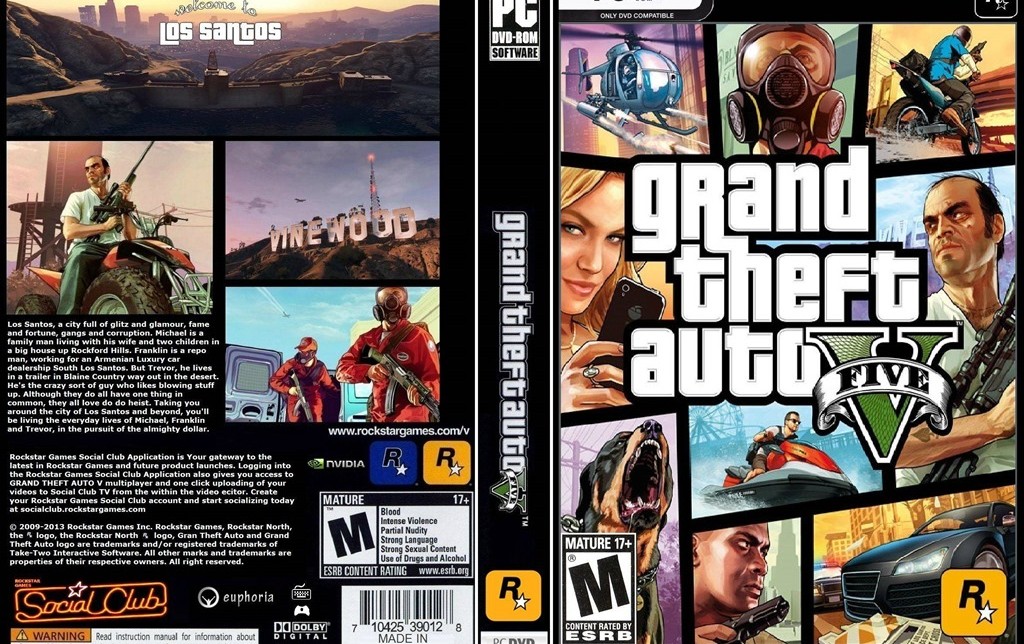 welcome to
LOS SANTOS
VINEWOOD
Los Santos, a city full of glitz and glamour, fame
and fortune, gangs and corruption. Michael is a
family man living with his wife and two children in
a big house up Rockford Hills. Franklin is a repo
man, working for an Armenian Luxury car
dealership South Los Santos. But Trevor, he lives
in a trailer in Blaine Country way out in the desert.
He's the crazy sort of guy who likes blowing stuff
up. Although they do all have one thing in
common, they all love do do heist. Taking you
around the city of Los Santos and beyond, you'll
be living the everyday lives of Michael, Franklin
and Trevor, in the pursuit of the almighty dollar.
www.rockstargames.com/v
Rockstar Games Social Club Application is Your gateway to the
latest in Rockstar Games and future product launches. Logging into
the Rockstar Games Social Club Application also gives you access to
GRAND THEFT AUTO V multiplayer and one click uploading of your
videos to Social Club TV from the within the video ecitor. Create
your Rockstar Games Social Club account and start socializing today
at socialclub.rockstargames.com
NVIDIA
R
R
© 2009-2013 Rockstar Games Inc. Rockstar Games, Rockstar North,
the logo, the Rockstar North logo, Gran Theft Auto and Grand
Theft Auto logo are trademarks and/or registered trademarks of
Take-Two Interactive Software. All other marks and trademarks are
properties of their respective owners. All right reserved.
MATURE 17+
M
Blood
Intense Violence
Partial Nudity
Strong Language
Strong Sexual Content
Use of Drugs and Alcohol
ESRB CONTENT RATING www.esrb.org
ROCKSTAR
GAMES
Social Club
euphoria
DOLBY
DIGITAL
7 10425 39012 8
MADE IN
WARNING Read instruction manual for information about
PC
DVD-ROM
SOFTWARE
grand theft auto
V
TM
R
PC DVD
ONLY DVD COMPATIBLE
grand
theft
auto V
FIVE
TM
MATURE 17+
M
CONTENT RATED BY
ESRB
R